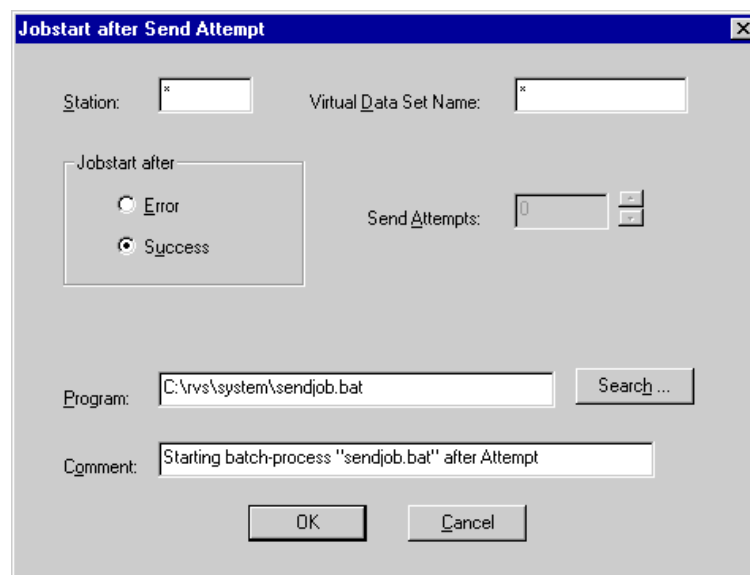 Jobstart after Send Attempt
Station: * Virtual Data Set Name: *
Jobstart after
Error
Send Attempts: 0
Success
Program: C:\rvs\system\sendjob.bat Search ...
Comment: Starting batch-process "sendjob.bat" after Attempt
OK Cancel